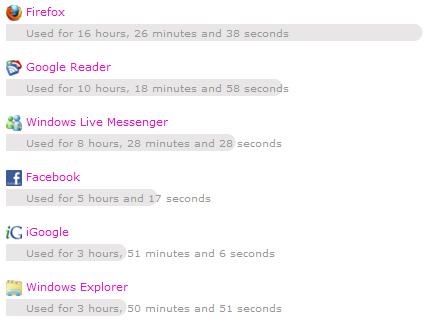 Firefox
Used for 16 hours, 26 minutes and 38 seconds
Google Reader
Used for 10 hours, 18 minutes and 58 seconds
Windows Live Messenger
Used for 8 hours, 28 minutes and 28 seconds
Facebook
Used for 5 hours and 17 seconds
iGoogle
Used for 3 hours, 51 minutes and 6 seconds
Windows Explorer
Used for 3 hours, 50 minutes and 51 seconds